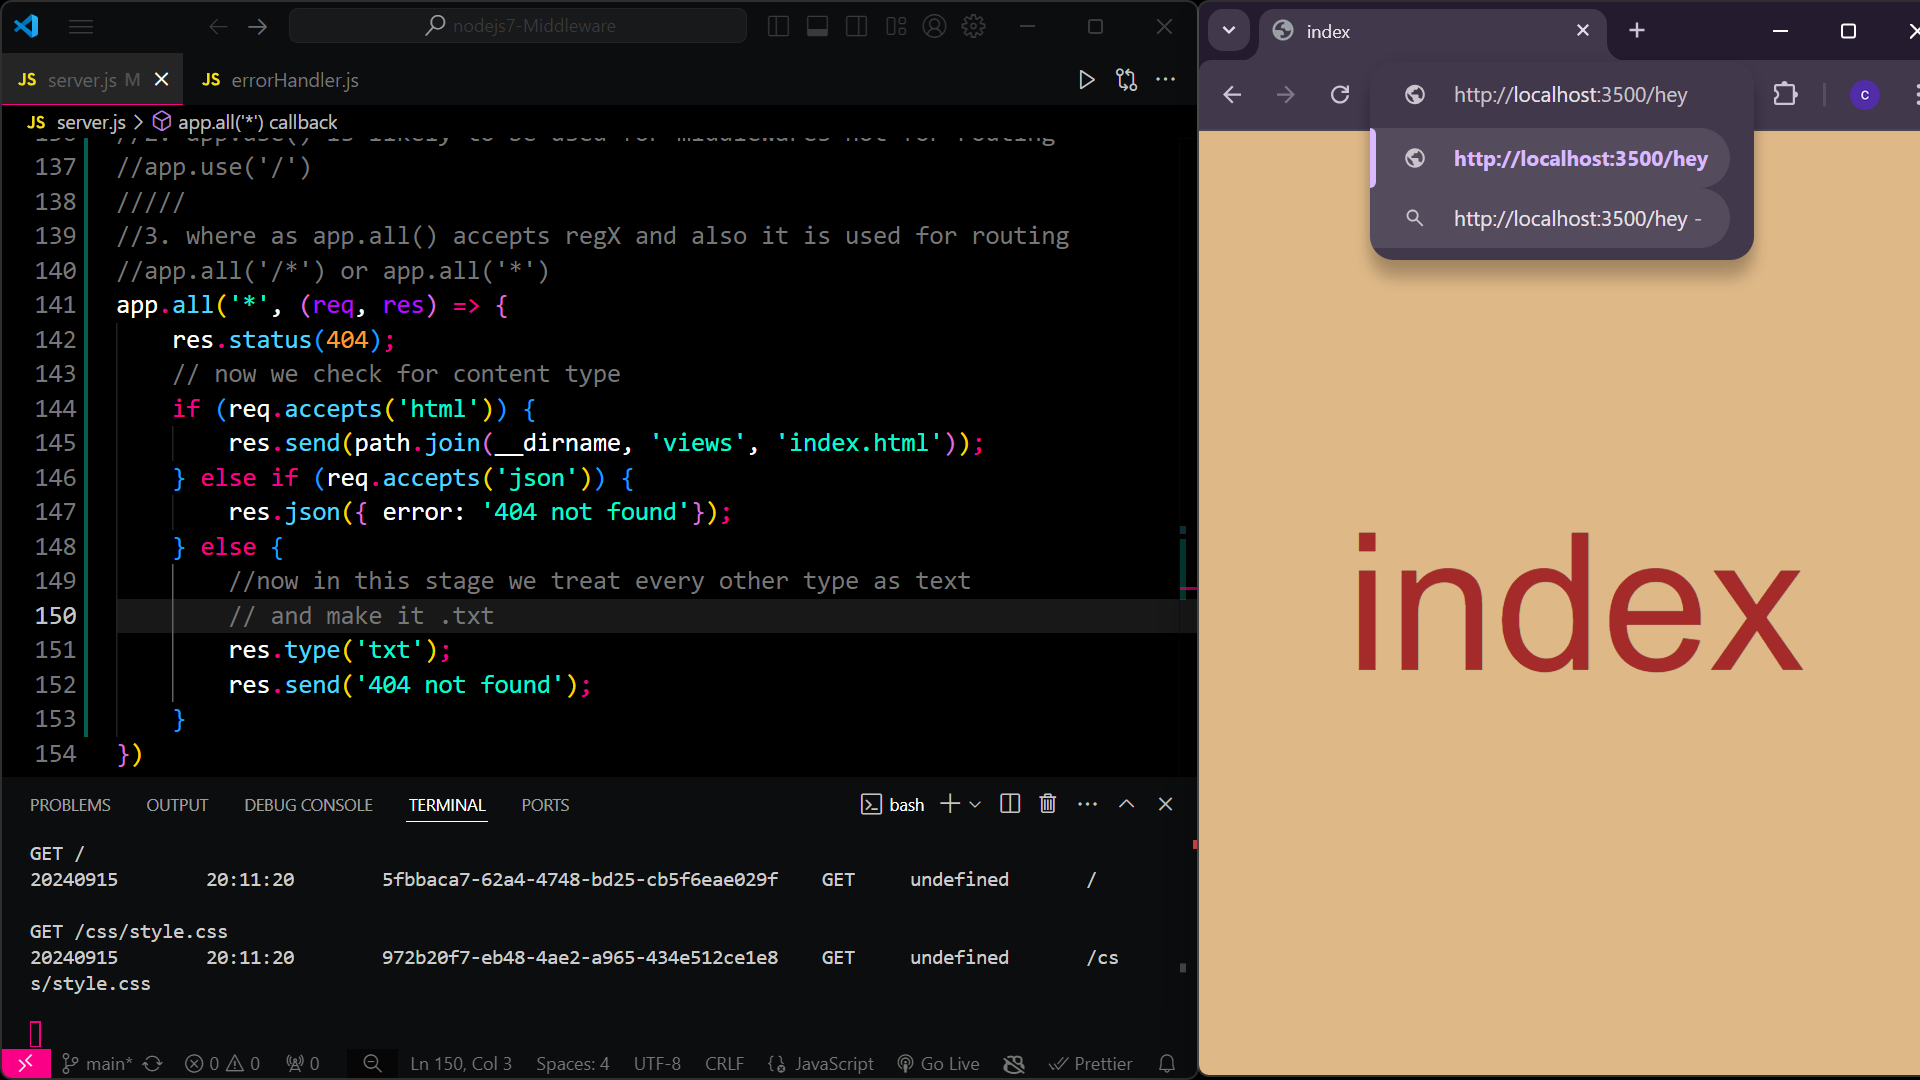 nodejs7-Middleware
JS server.js M
JS errorHandler.js
JS server.js > app.all('*') callback
137 //app.use('/')
138 /////
139 //3. where as app.all() accepts regX and also it is used for routing
140 //app.all('/*') or app.all('*')
141 app.all('*', (req, res) => {
142 res.status(404);
143 // now we check for content type
144 if (req.accepts('html')) {
145 res.send(path.join(__dirname, 'views', 'index.html'));
146 } else if (req.accepts('json')) {
147 res.json({ error: '404 not found'});
148 } else {
149 //now in this stage we treat every other type as text
150 // and make it .txt
151 res.type('txt');
152 res.send('404 not found');
153 }
154 })
PROBLEMS OUTPUT DEBUG CONSOLE TERMINAL PORTS bash
GET /
20240915 20:11:20 5fbbaca7-62a4-4748-bd25-cb5f6eae029f GET undefined /
GET /css/style.css
20240915 20:11:20 972b20f7-eb48-4ae2-a965-434e512ce1e8 GET undefined /cs
s/style.css
main* 0 0 0 Ln 150, Col 3 Spaces: 4 UTF-8 CRLF JavaScript Go Live Prettier
index
http://localhost:3500/hey
C
http://localhost:3500/hey
http://localhost:3500/hey -
index